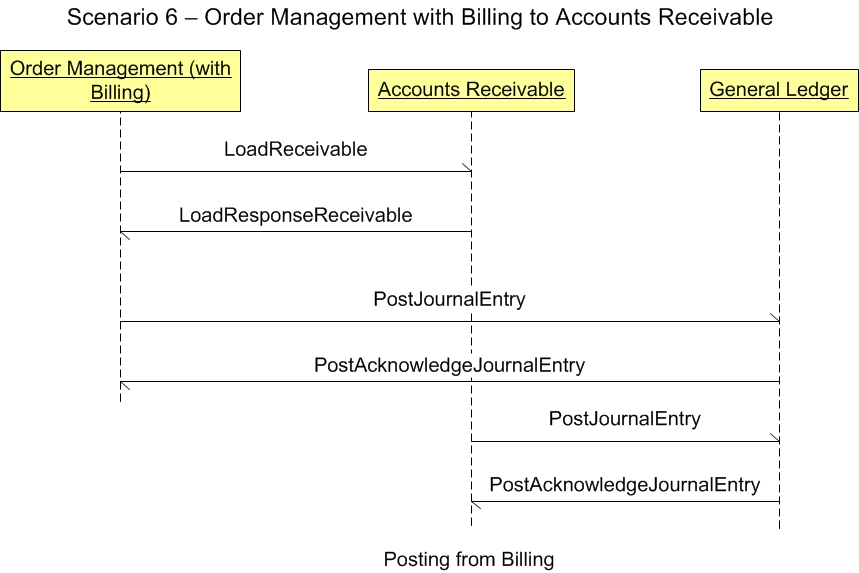 Scenario 6 – Order Management with Billing to Accounts Receivable
Order Management (with
Billing)
Accounts Receivable
General Ledger
LoadReceivable
LoadResponseReceivable
PostJournalEntry
PostAcknowledgeJournalEntry
PostJournalEntry
PostAcknowledgeJournalEntry
Posting from Billing